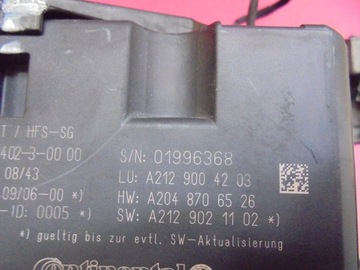 T / HFS-SG
402-3-00 00
S/N: 01996368
08/43
LU: A212 900 42 03
09/06-00 *)
HW: A204 870 65 26
-ID: 0005 *)
SW: A212 902 11 02 *)
*) gueltig bis zur evtl. SW-Aktualisierung
Continental